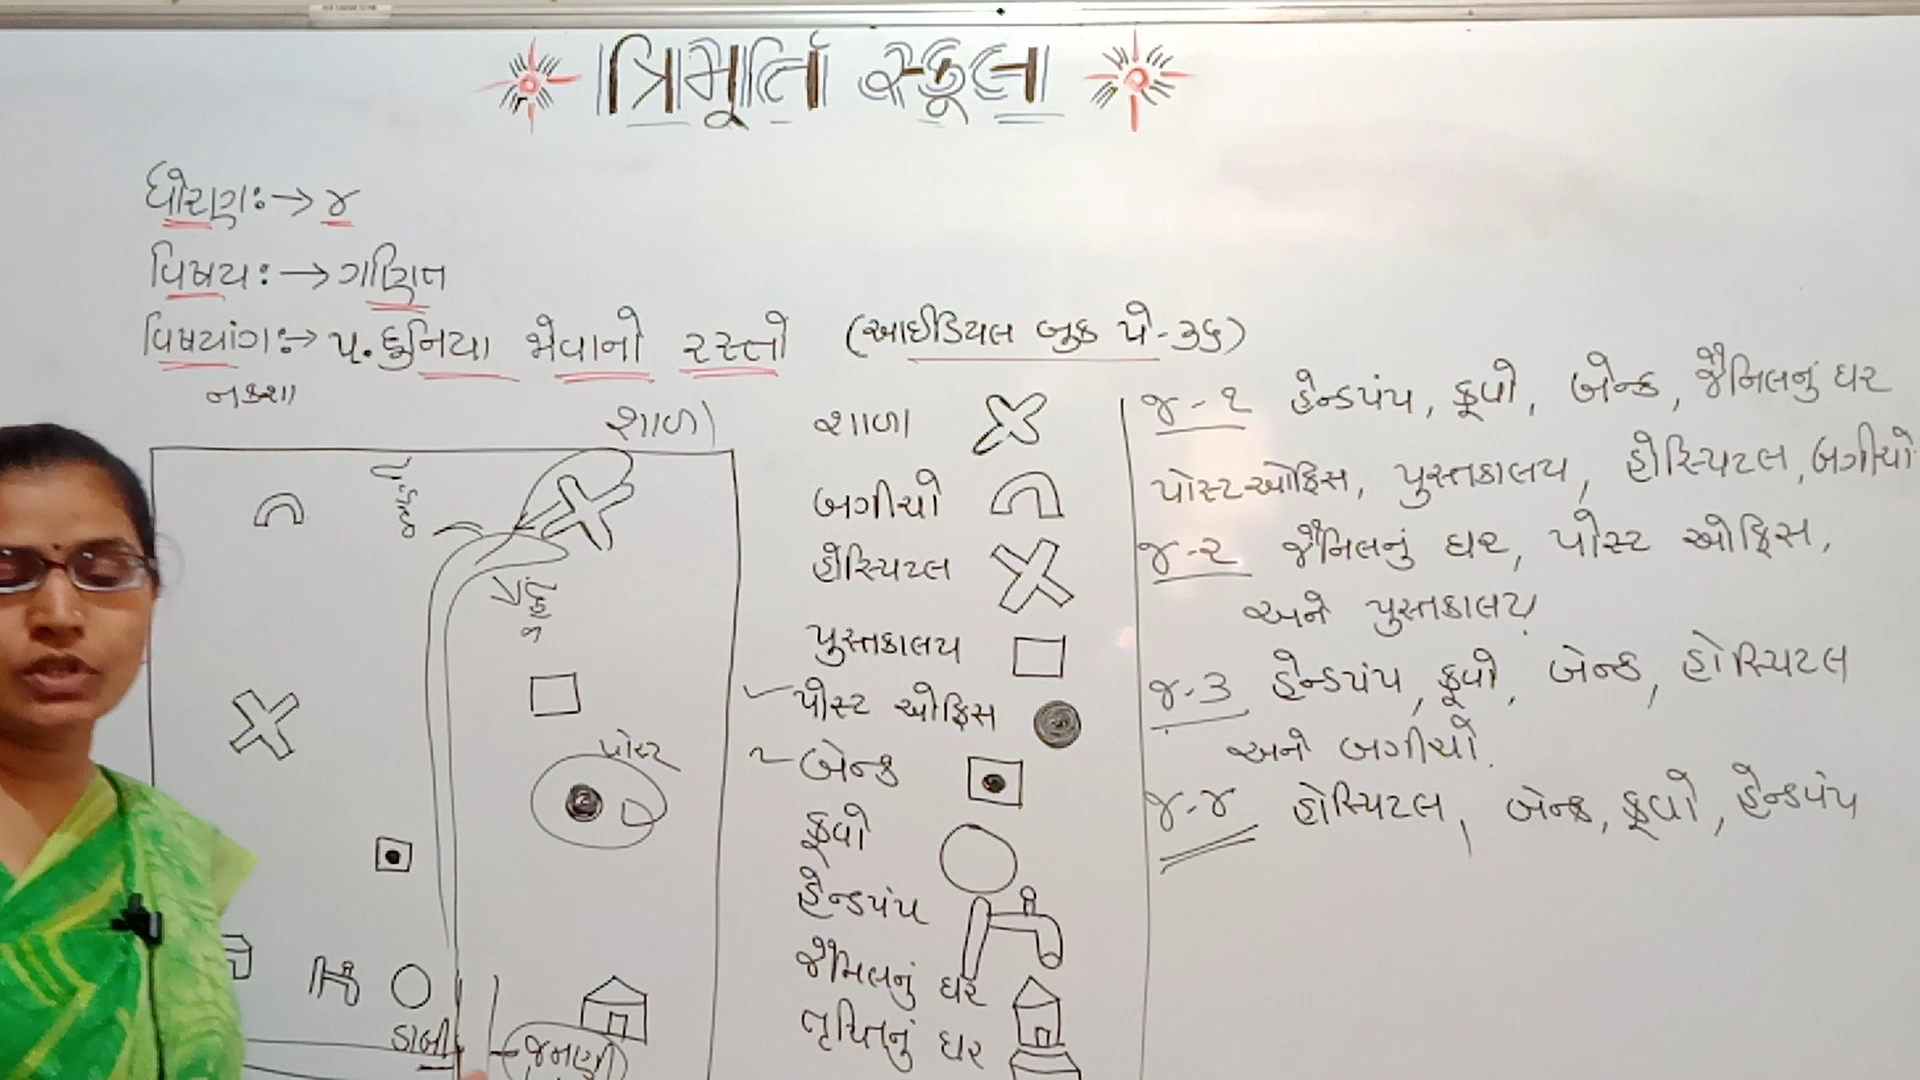 ત્રિમૂર્તિ સ્કૂલ
ધોરણઃ→ ૪
વિષયઃ→ ગણિત
વિષયાંગઃ→ ૫. દુનિયા જેવાનો રસ્તો (આઈડિયલ બુક પે-૩૬)
નકશા
શાળા
પોસ્ટ
ડાબી
જમણી
શાળા
બગીચો
હોસ્પિટલ
પુસ્તકાલય
પોસ્ટ ઓફિસ
બેન્ક
કૂવો
હેન્ડપંપ
જૈમિલનું ઘર
તૃપ્તિનું ઘર
જ-૧ હેન્ડપંપ, કૂવો, બેન્ક, જૈમિલનું ઘર
પોસ્ટ ઓફિસ, પુસ્તકાલય, હોસ્પિટલ, બગીચો
જ-૨ જૈમિલનું ઘર, પોસ્ટ ઓફિસ,
અને પુસ્તકાલય.
જ-૩ હેન્ડપંપ, કૂવો, બેન્ક, હોસ્પિટલ
અને બગીચો.
જ-૪ હોસ્પિટલ, બેન્ક, કૂવો, હેન્ડપંપ